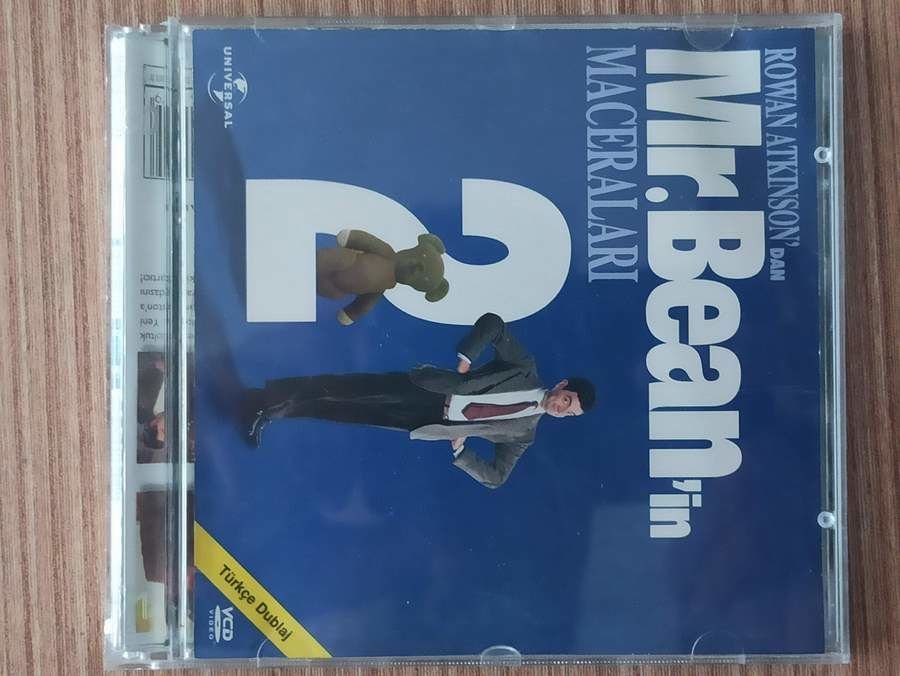 ROWAN ATKINSON'DAN
Mr. Bean'in
MACERALARI
2
UNIVERSAL
Türkçe Dublaj
VCD
VIDEO